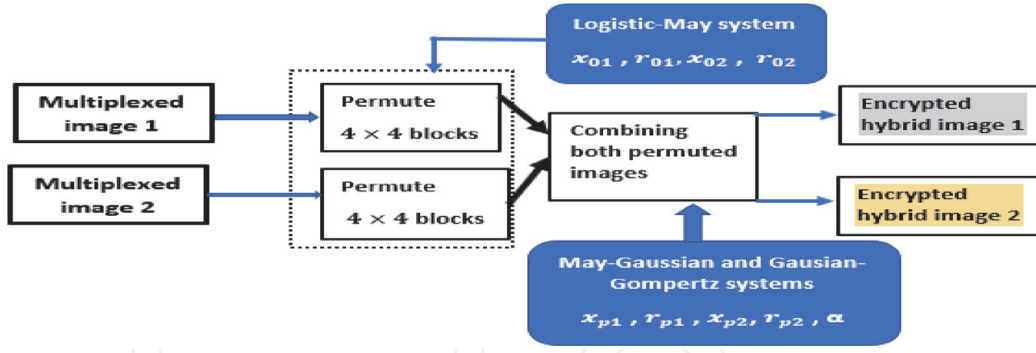 Logistic-May system
x₀₁ , r₀₁, x₀₂ , r₀₂
Multiplexed
image 1
Permute
4 × 4 blocks
Combining
both permuted
images
Encrypted
hybrid image 1
Multiplexed
image 2
Permute
4 × 4 blocks
Encrypted
hybrid image 2
May-Gaussian and Gausian-
Gompertz systems
xₚ₁ , rₚ₁ , xₚ₂, rₚ₂ , α